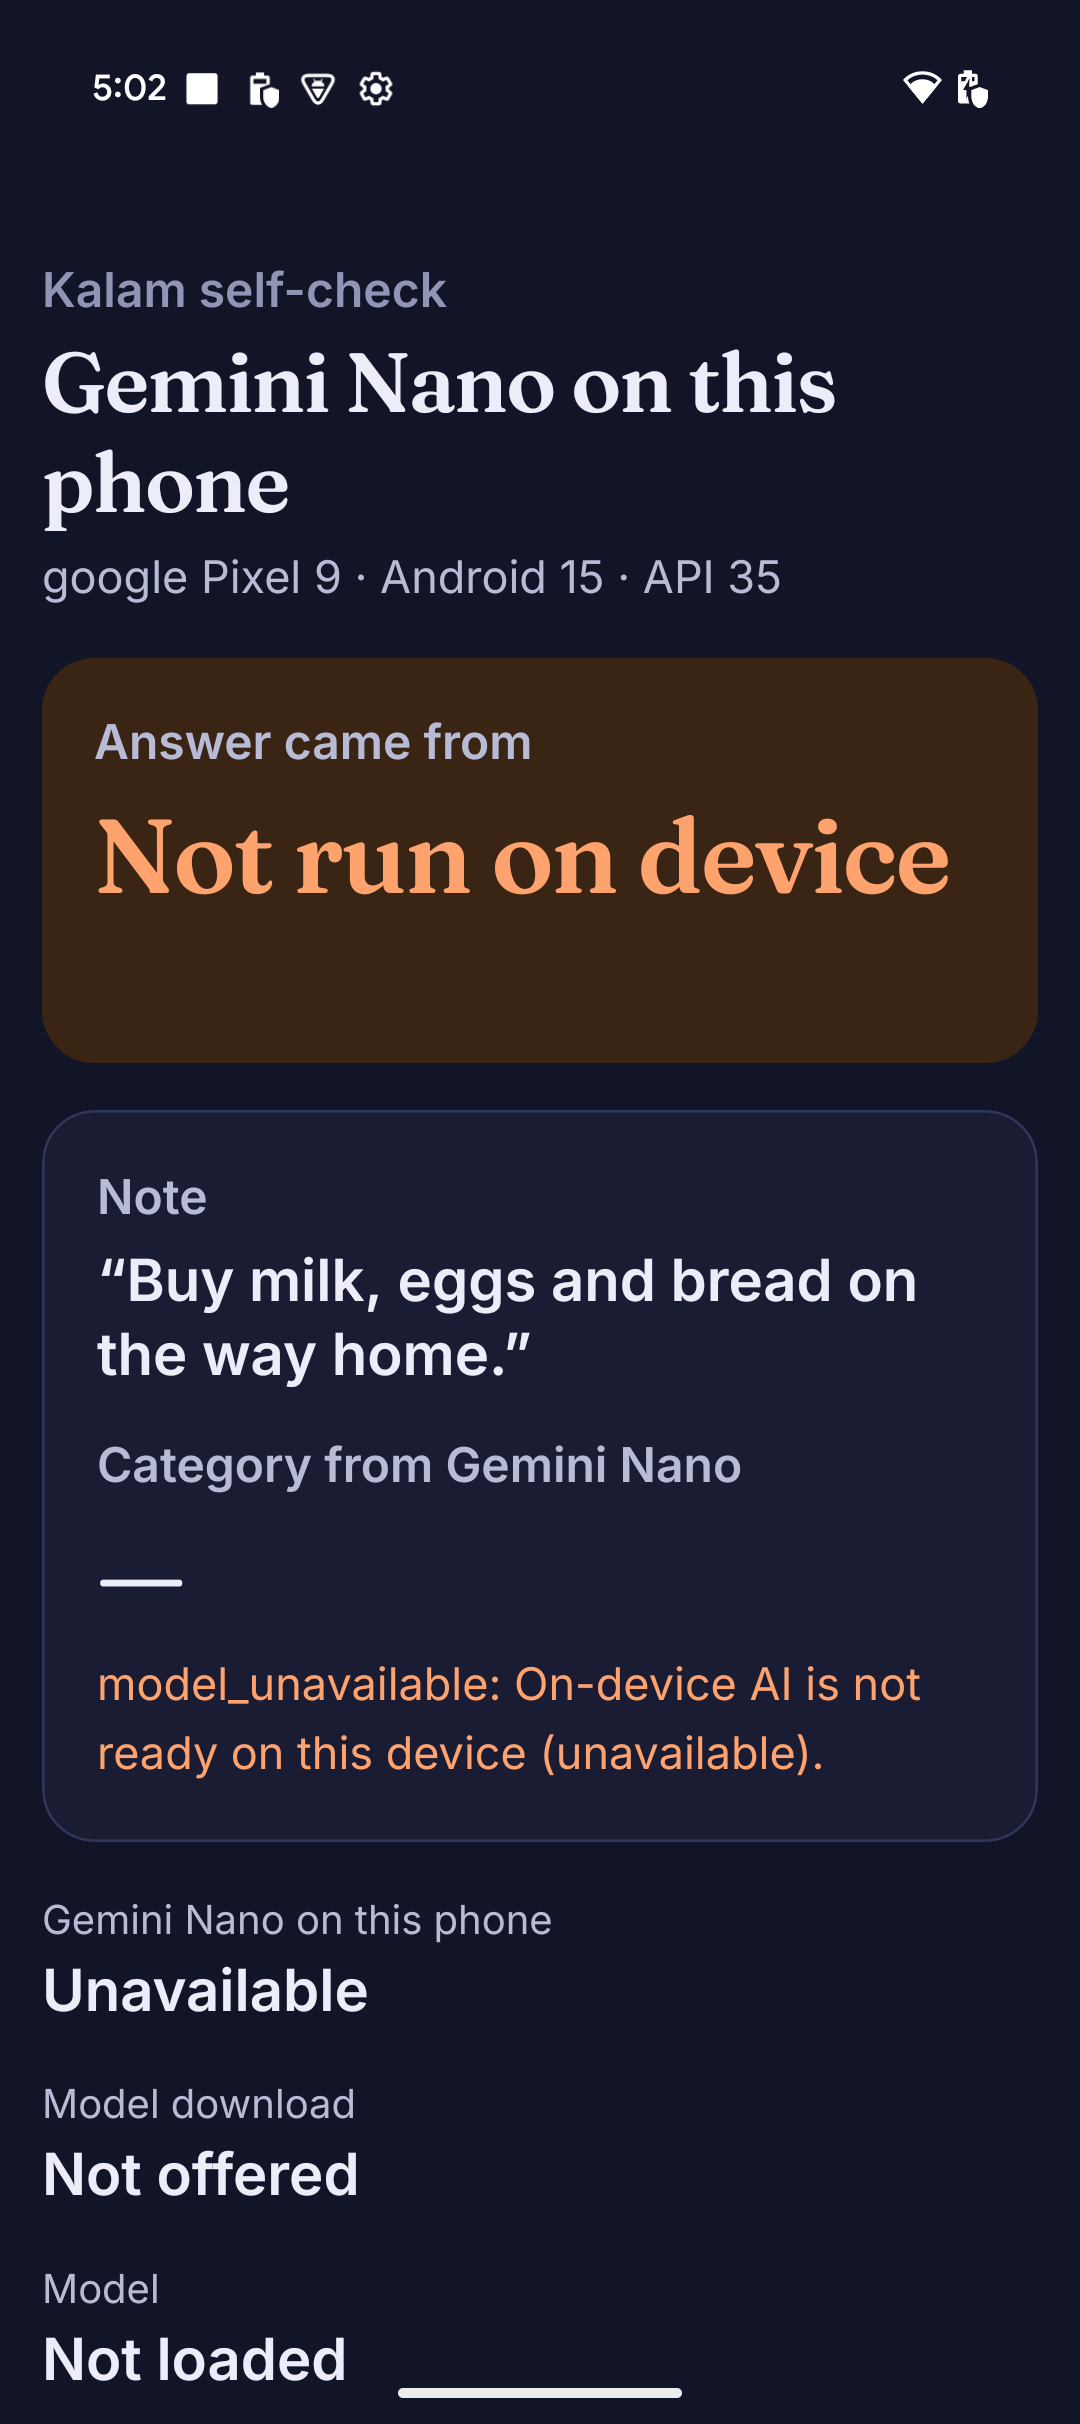 5:02
Kalam self-check
Gemini Nano on this
phone
google Pixel 9 · Android 15 · API 35
Answer came from
Not run on device
Note
“Buy milk, eggs and bread on
the way home.”
Category from Gemini Nano
—
model_unavailable: On-device AI is not
ready on this device (unavailable).
Gemini Nano on this phone
Unavailable
Model download
Not offered
Model
Not loaded